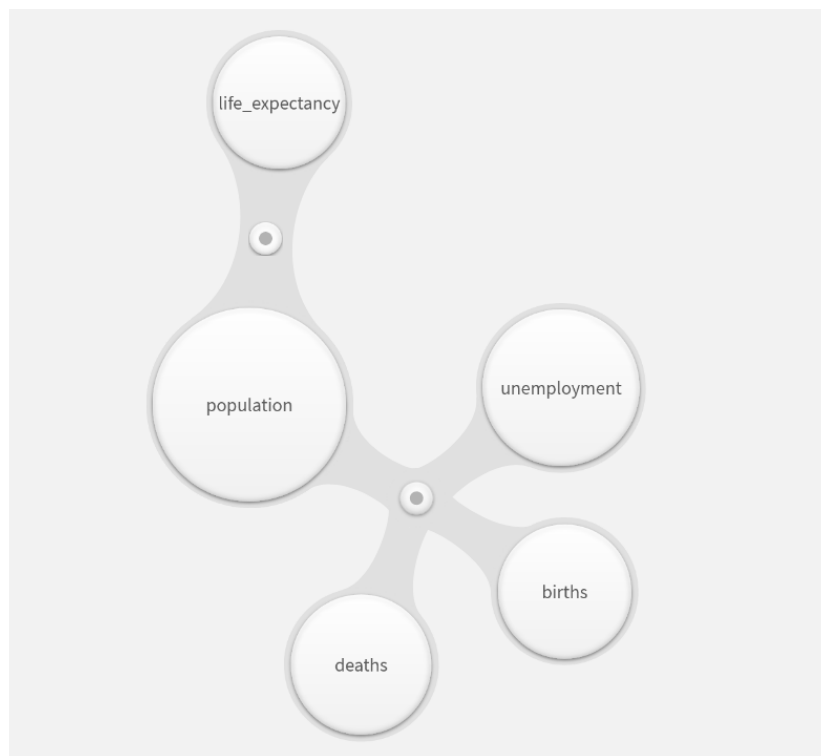 life_expectancy
unemployment
population
births
deaths